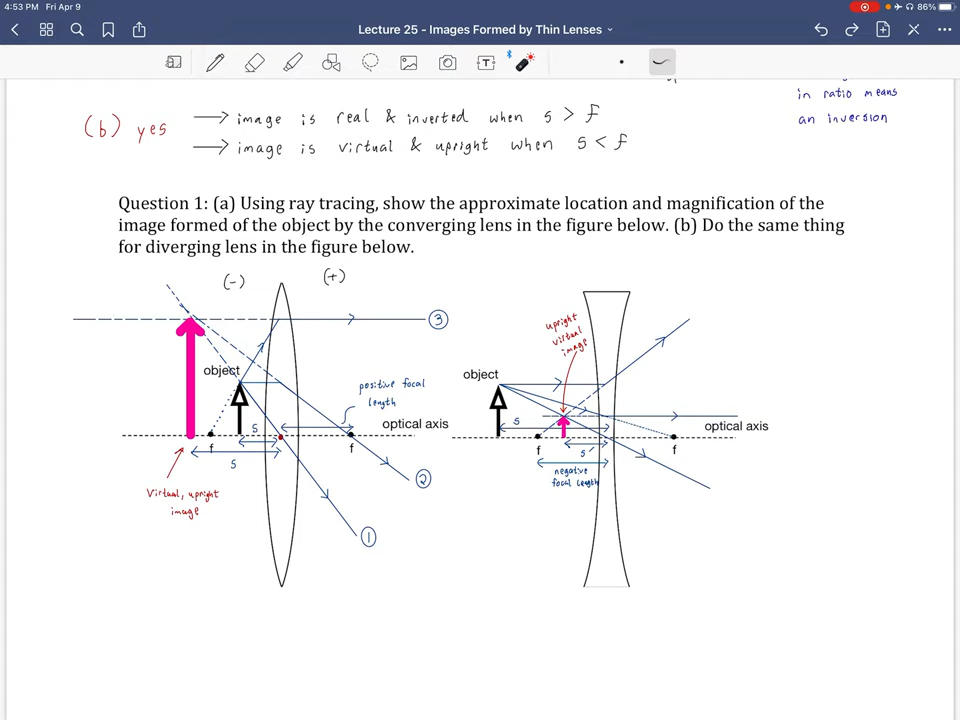 4:53 PM Fri Apr 9
86%
Lecture 25 - Images Formed by Thin Lenses
in ratio means
an inversion
(b) yes → image is real & inverted when s > f
→ image is virtual & upright when s < f
Question 1: (a) Using ray tracing, show the approximate location and magnification of the
image formed of the object by the converging lens in the figure below. (b) Do the same thing
for diverging lens in the figure below.
(-)
(+)
3
object
positive focal
length
optical axis
s
f
f
s
Virtual, upright
image
2
1
upright
virtual
image
object
optical axis
s
f
s'
f
negative
focal length